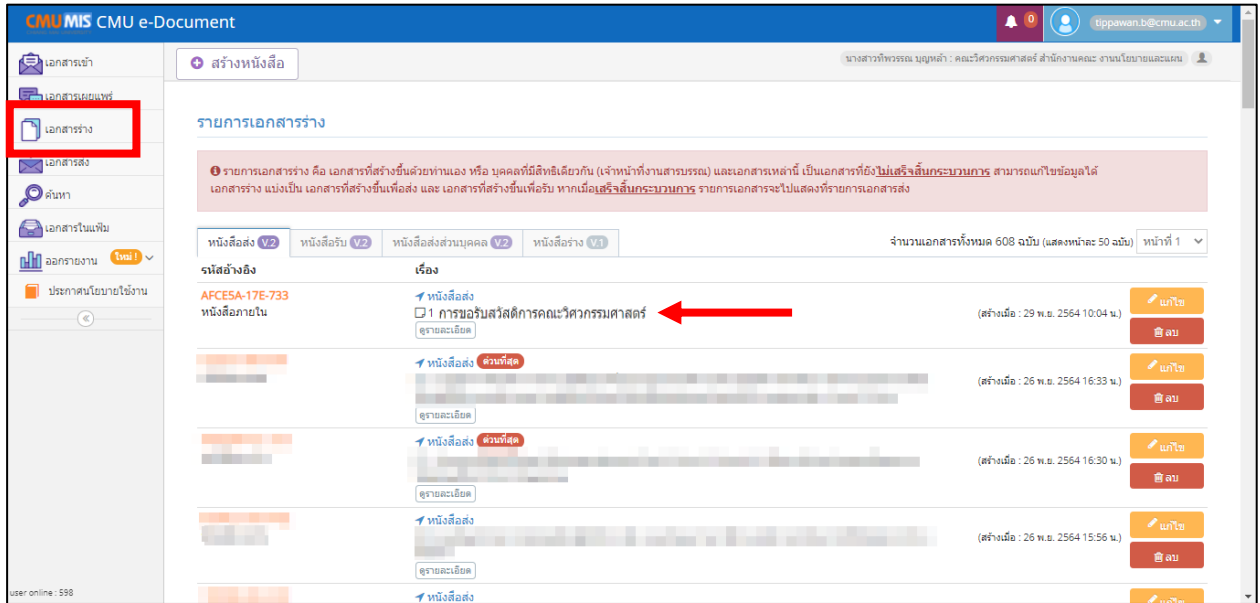 CMU MIS CMU e-Document
0
tippawan.b@cmu.ac.th
เอกสารเข้า
เอกสารเผยแพร่
เอกสารร่าง
เอกสารส่ง
ค้นหา
เอกสารในแฟ้ม
ออกรายงาน ใหม่ !
ประกาศนโยบายใช้งาน
สร้างหนังสือ
นางสาวทิพวรรณ บุญหล้า : คณะวิศวกรรมศาสตร์ สำนักงานคณะ งานนโยบายและแผน
รายการเอกสารร่าง
รายการเอกสารร่าง คือ เอกสารที่สร้างขึ้นด้วยท่านเอง หรือ บุคคลที่มีสิทธิเดียวกัน (เจ้าหน้าที่งานสารบรรณ) และเอกสารเหล่านี้ เป็นเอกสารที่ยังไม่เสร็จสิ้นกระบวนการ สามารถแก้ไขข้อมูลได้
เอกสารร่าง แบ่งเป็น เอกสารที่สร้างขึ้นเพื่อส่ง และ เอกสารที่สร้างขึ้นเพื่อรับ หากเมื่อเสร็จสิ้นกระบวนการ รายการเอกสารจะไปแสดงที่รายการเอกสารส่ง
หนังสือส่ง V.2 หนังสือรับ V.2 หนังสือส่งส่วนบุคคล V.2 หนังสือร่าง V.1
จำนวนเอกสารทั้งหมด 608 ฉบับ (แสดงหน้าละ 50 ฉบับ) หน้าที่ 1
รหัสอ้างอิง เรื่อง
AFCE5A-17E-733 หนังสือส่ง
หนังสือภายใน 1 การขอรับสวัสดิการคณะวิศวกรรมศาสตร์
ดูรายละเอียด
(สร้างเมื่อ : 29 พ.ย. 2564 10:04 น.)
แก้ไข
ลบ
หนังสือส่ง ด่วนที่สุด
ดูรายละเอียด
(สร้างเมื่อ : 26 พ.ย. 2564 16:33 น.)
แก้ไข
ลบ
หนังสือส่ง ด่วนที่สุด
ดูรายละเอียด
(สร้างเมื่อ : 26 พ.ย. 2564 16:30 น.)
แก้ไข
ลบ
หนังสือส่ง
ดูรายละเอียด
(สร้างเมื่อ : 26 พ.ย. 2564 15:56 น.)
แก้ไข
ลบ
หนังสือส่ง
แก้ไข
user online : 598